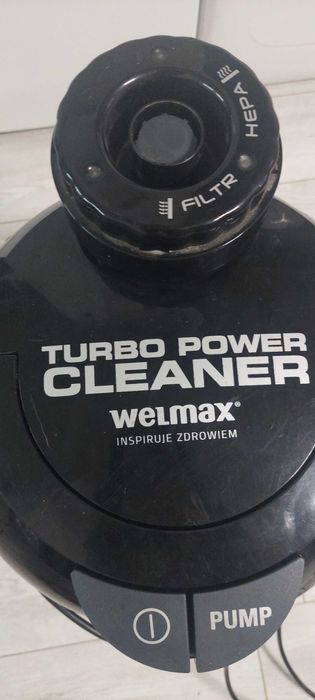 FILTR HEPA
TURBO POWER
CLEANER
WELMAX®
INSPIRUJE ZDROWIEM
PUMP